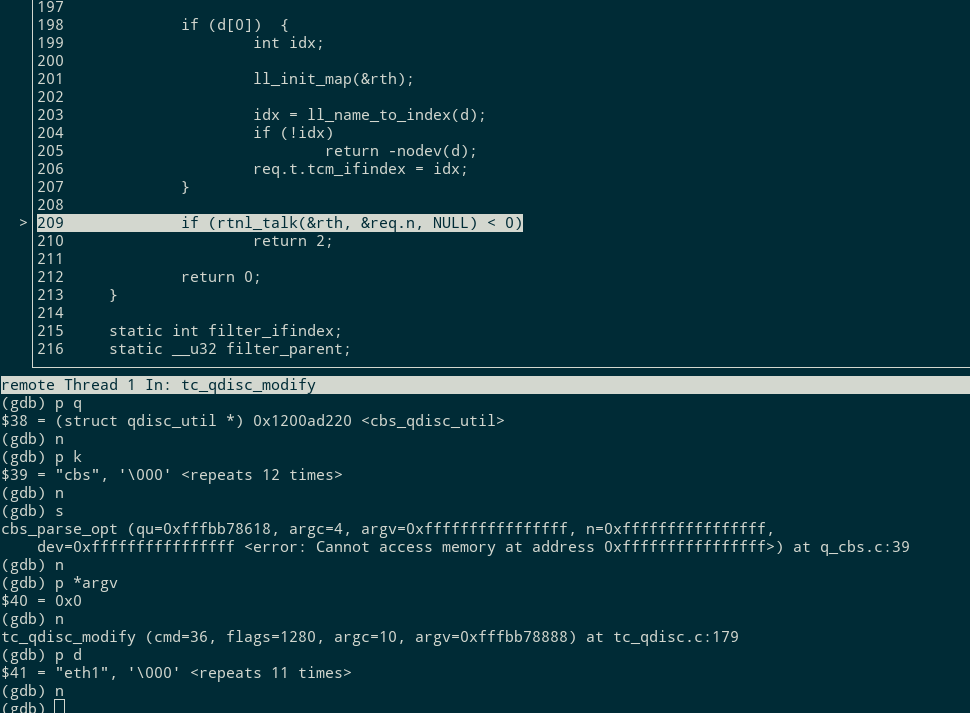 197
198 if (d[0])  {
199 int idx;
200
201 ll_init_map(&rth);
202
203 idx = ll_name_to_index(d);
204 if (!idx)
205 return -nodev(d);
206 req.t.tcm_ifindex = idx;
207 }
208
> 209 if (rtnl_talk(&rth, &req.n, NULL) < 0)
210 return 2;
211
212 return 0;
213 }
214
215 static int filter_ifindex;
216 static __u32 filter_parent;
remote Thread 1 In: tc_qdisc_modify
(gdb) p q
$38 = (struct qdisc_util *) 0x1200ad220 <cbs_qdisc_util>
(gdb) n
(gdb) p k
$39 = "cbs", '\000' <repeats 12 times>
(gdb) n
(gdb) s
cbs_parse_opt (qu=0xfffbb78618, argc=4, argv=0xffffffffffffffff, n=0xffffffffffffffff,
dev=0xffffffffffffffff <error: Cannot access memory at address 0xffffffffffffffff>) at q_cbs.c:39
(gdb) n
(gdb) p *argv
$40 = 0x0
(gdb) n
tc_qdisc_modify (cmd=36, flags=1280, argc=10, argv=0xfffbb78888) at tc_qdisc.c:179
(gdb) p d
$41 = "eth1", '\000' <repeats 11 times>
(gdb) n
(gdb)